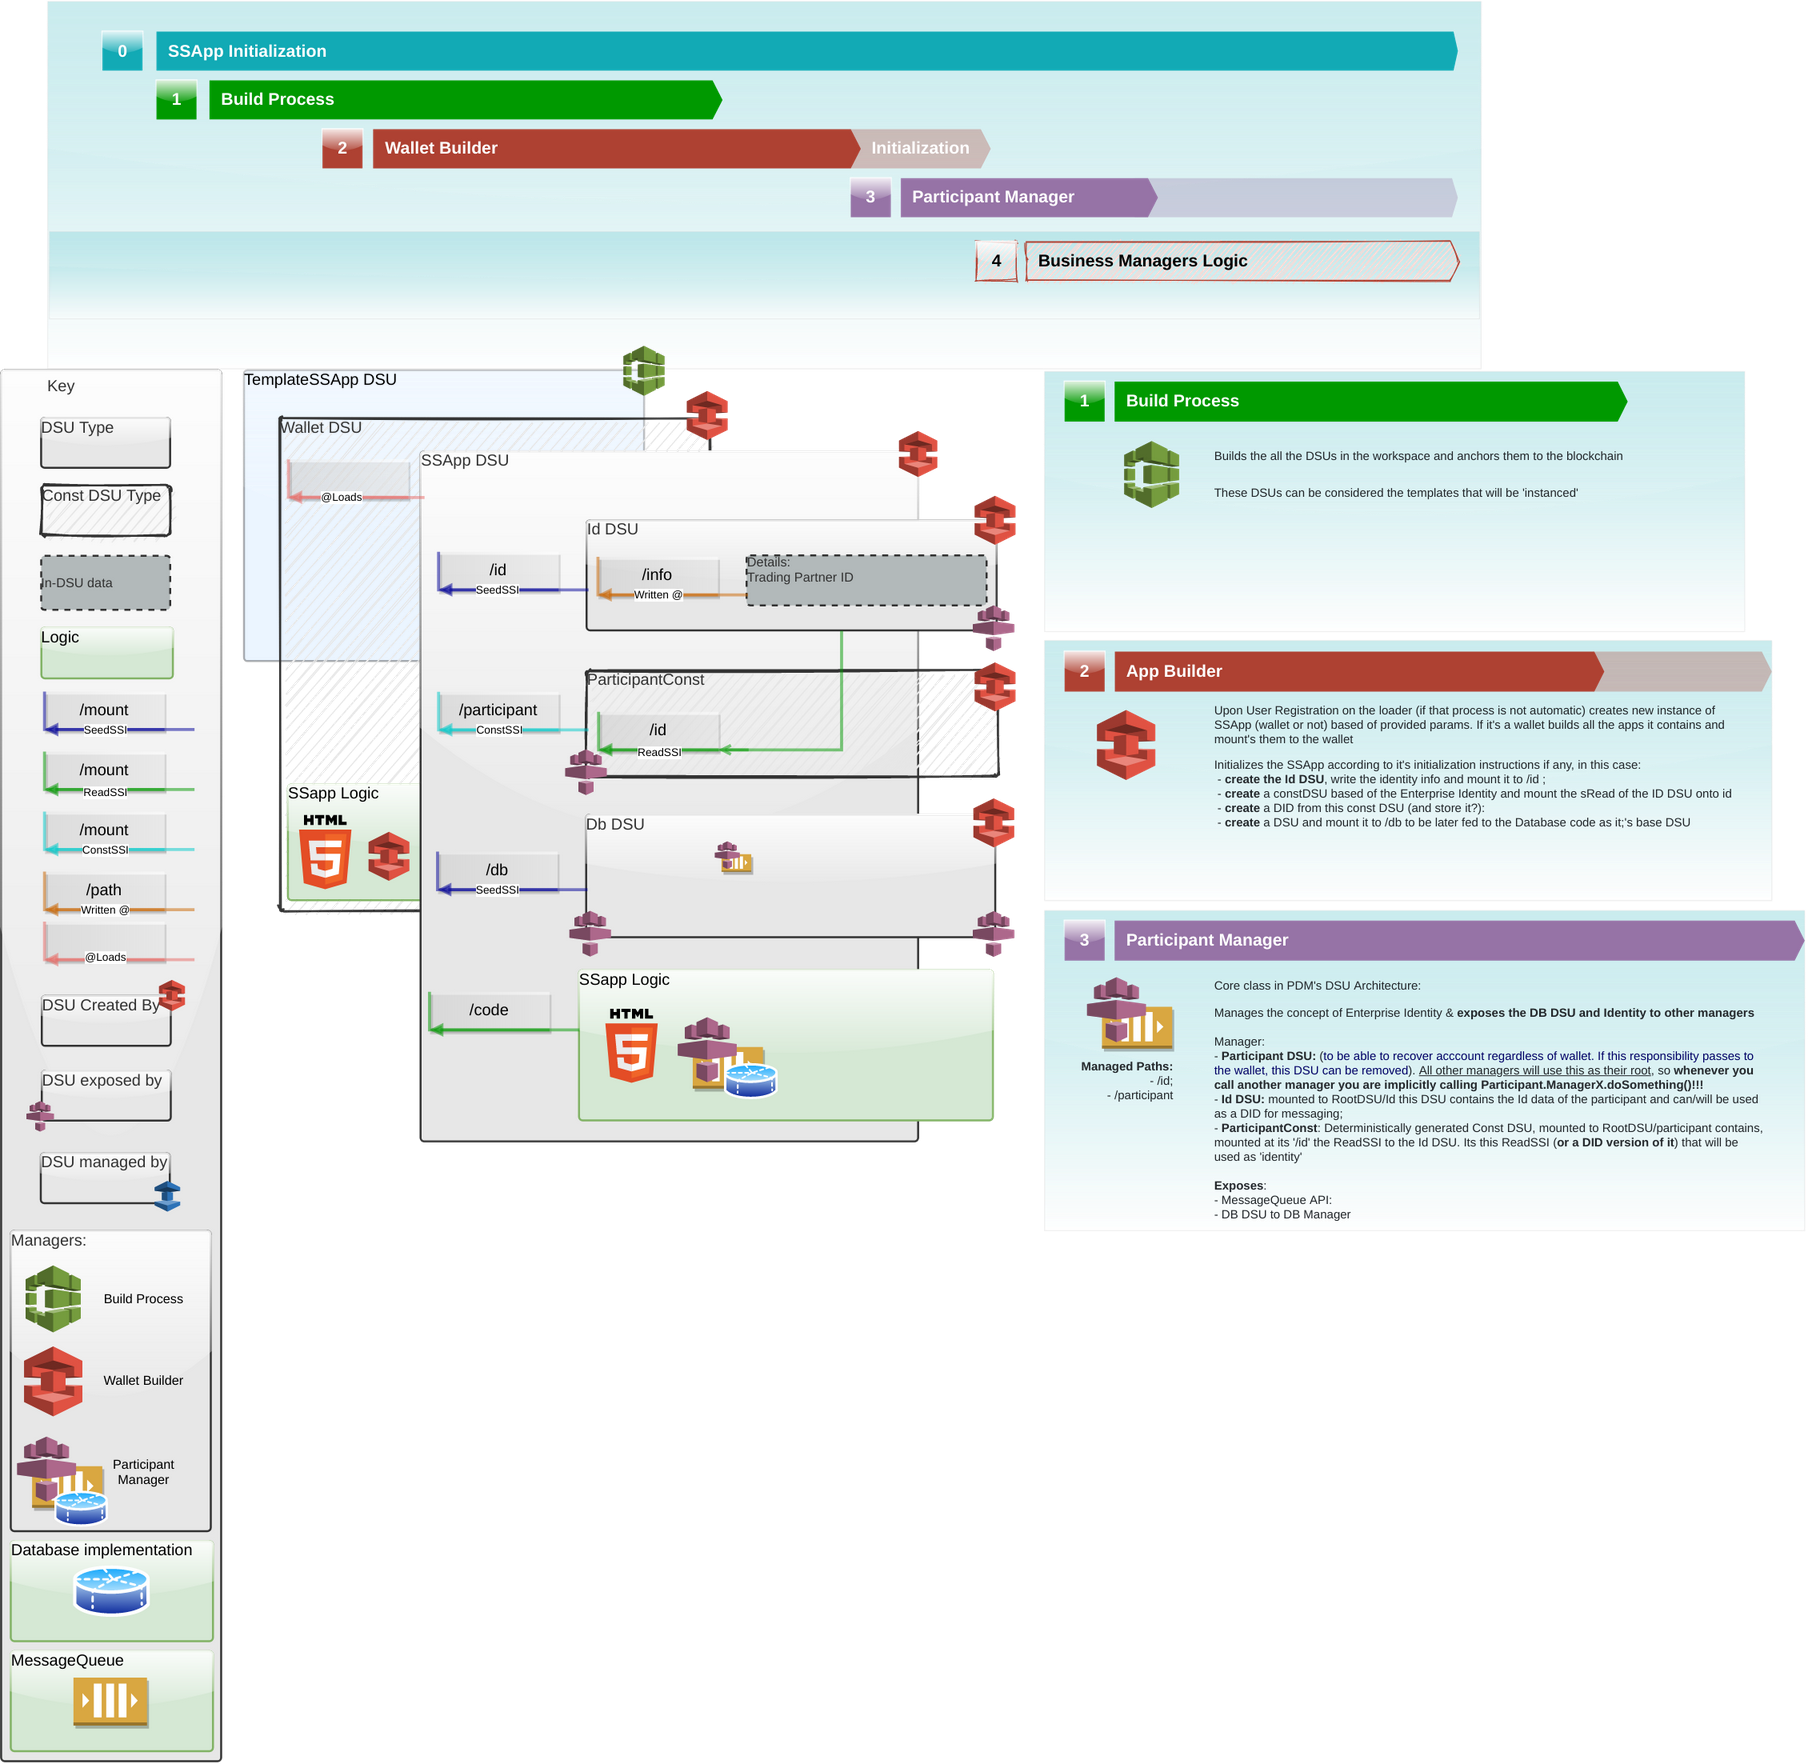 0 SSApp Initialization
1 Build Process
2 Wallet Builder Initialization
3 Participant Manager
4 Business Managers Logic
Key
DSU Type
Const DSU Type
In-DSU data
Logic
/mount
SeedSSI
/mount
ReadSSI
/mount
ConstSSI
/path
Written @
@Loads
DSU Created By
DSU exposed by
DSU managed by
Managers:
Build Process
Wallet Builder
Participant
Manager
Database implementation
MessageQueue
TemplateSSApp DSU
Wallet DSU
@Loads
SSapp Logic
HTML
5
SSApp DSU
/id
SeedSSI
Id DSU
/info
Written @
Details:
Trading Partner ID
/participant
ConstSSI
ParticipantConst
/id
ReadSSI
/db
SeedSSI
Db DSU
/code
SSapp Logic
HTML
5
1 Build Process
Builds the all the DSUs in the workspace and anchors them to the blockchain
These DSUs can be considered the templates that will be 'instanced'
2 App Builder
Upon User Registration on the loader (if that process is not automatic) creates new instance of
SSApp (wallet or not) based of provided params. If it's a wallet builds all the apps it contains and
mount's them to the wallet
Initializes the SSApp according to it's initialization instructions if any, in this case:
- create the Id DSU, write the identity info and mount it to /id ;
- create a constDSU based of the Enterprise Identity and mount the sRead of the ID DSU onto id
- create a DID from this const DSU (and store it?):
- create a DSU and mount it to /db to be later fed to the Database code as it;'s base DSU
3 Participant Manager
Managed Paths:
- /id;
- /participant
Core class in PDM's DSU Architecture:
Manages the concept of Enterprise Identity & exposes the DB DSU and Identity to other managers
Manager:
- Participant DSU: (to be able to recover acccount regardless of wallet. If this responsibility passes to
the wallet, this DSU can be removed). All other managers will use this as their root, so whenever you
call another manager you are implicitly calling Participant.ManagerX.doSomething()!!!
- Id DSU: mounted to RootDSU/Id this DSU contains the Id data of the participant and can/will be used
as a DID for messaging;
- ParticipantConst: Deterministically generated Const DSU, mounted to RootDSU/participant contains,
mounted at its '/id' the ReadSSI to the Id DSU. Its this ReadSSI (or a DID version of it) that will be
used as 'identity'
Exposes:
- MessageQueue API:
- DB DSU to DB Manager